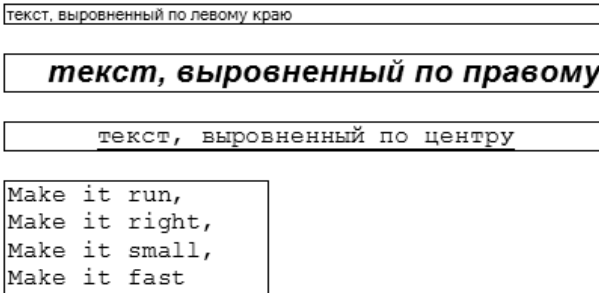 текст, выровненный по левому краю
текст, выровненный по правому
текст, выровненный по центру
Make it run,
Make it right,
Make it small,
Make it fast